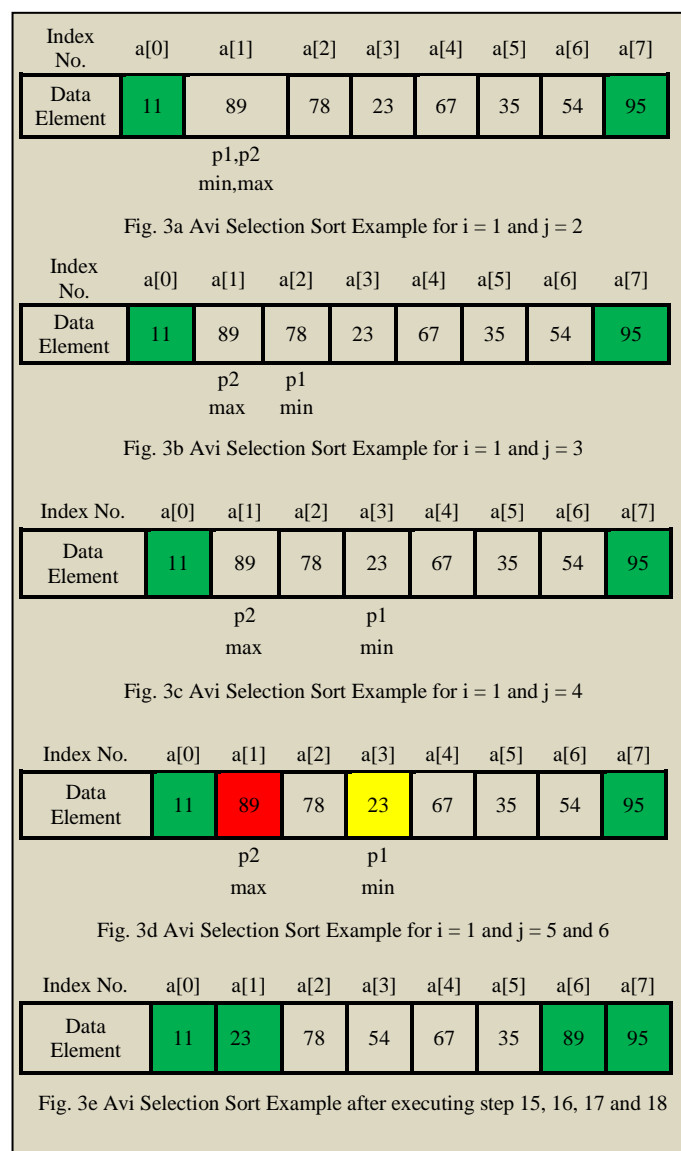 Index No. a[0] a[1] a[2] a[3] a[4] a[5] a[6] a[7]
Data Element 11 89 78 23 67 35 54 95
p1,p2
min,max
Fig. 3a Avi Selection Sort Example for i = 1 and j = 2
Index No. a[0] a[1] a[2] a[3] a[4] a[5] a[6] a[7]
Data Element 11 89 78 23 67 35 54 95
p2 p1
max min
Fig. 3b Avi Selection Sort Example for i = 1 and j = 3
Index No. a[0] a[1] a[2] a[3] a[4] a[5] a[6] a[7]
Data Element 11 89 78 23 67 35 54 95
p2 p1
max min
Fig. 3c Avi Selection Sort Example for i = 1 and j = 4
Index No. a[0] a[1] a[2] a[3] a[4] a[5] a[6] a[7]
Data Element 11 89 78 23 67 35 54 95
p2 p1
max min
Fig. 3d Avi Selection Sort Example for i = 1 and j = 5 and 6
Index No. a[0] a[1] a[2] a[3] a[4] a[5] a[6] a[7]
Data Element 11 23 78 54 67 35 89 95
Fig. 3e Avi Selection Sort Example after executing step 15, 16, 17 and 18